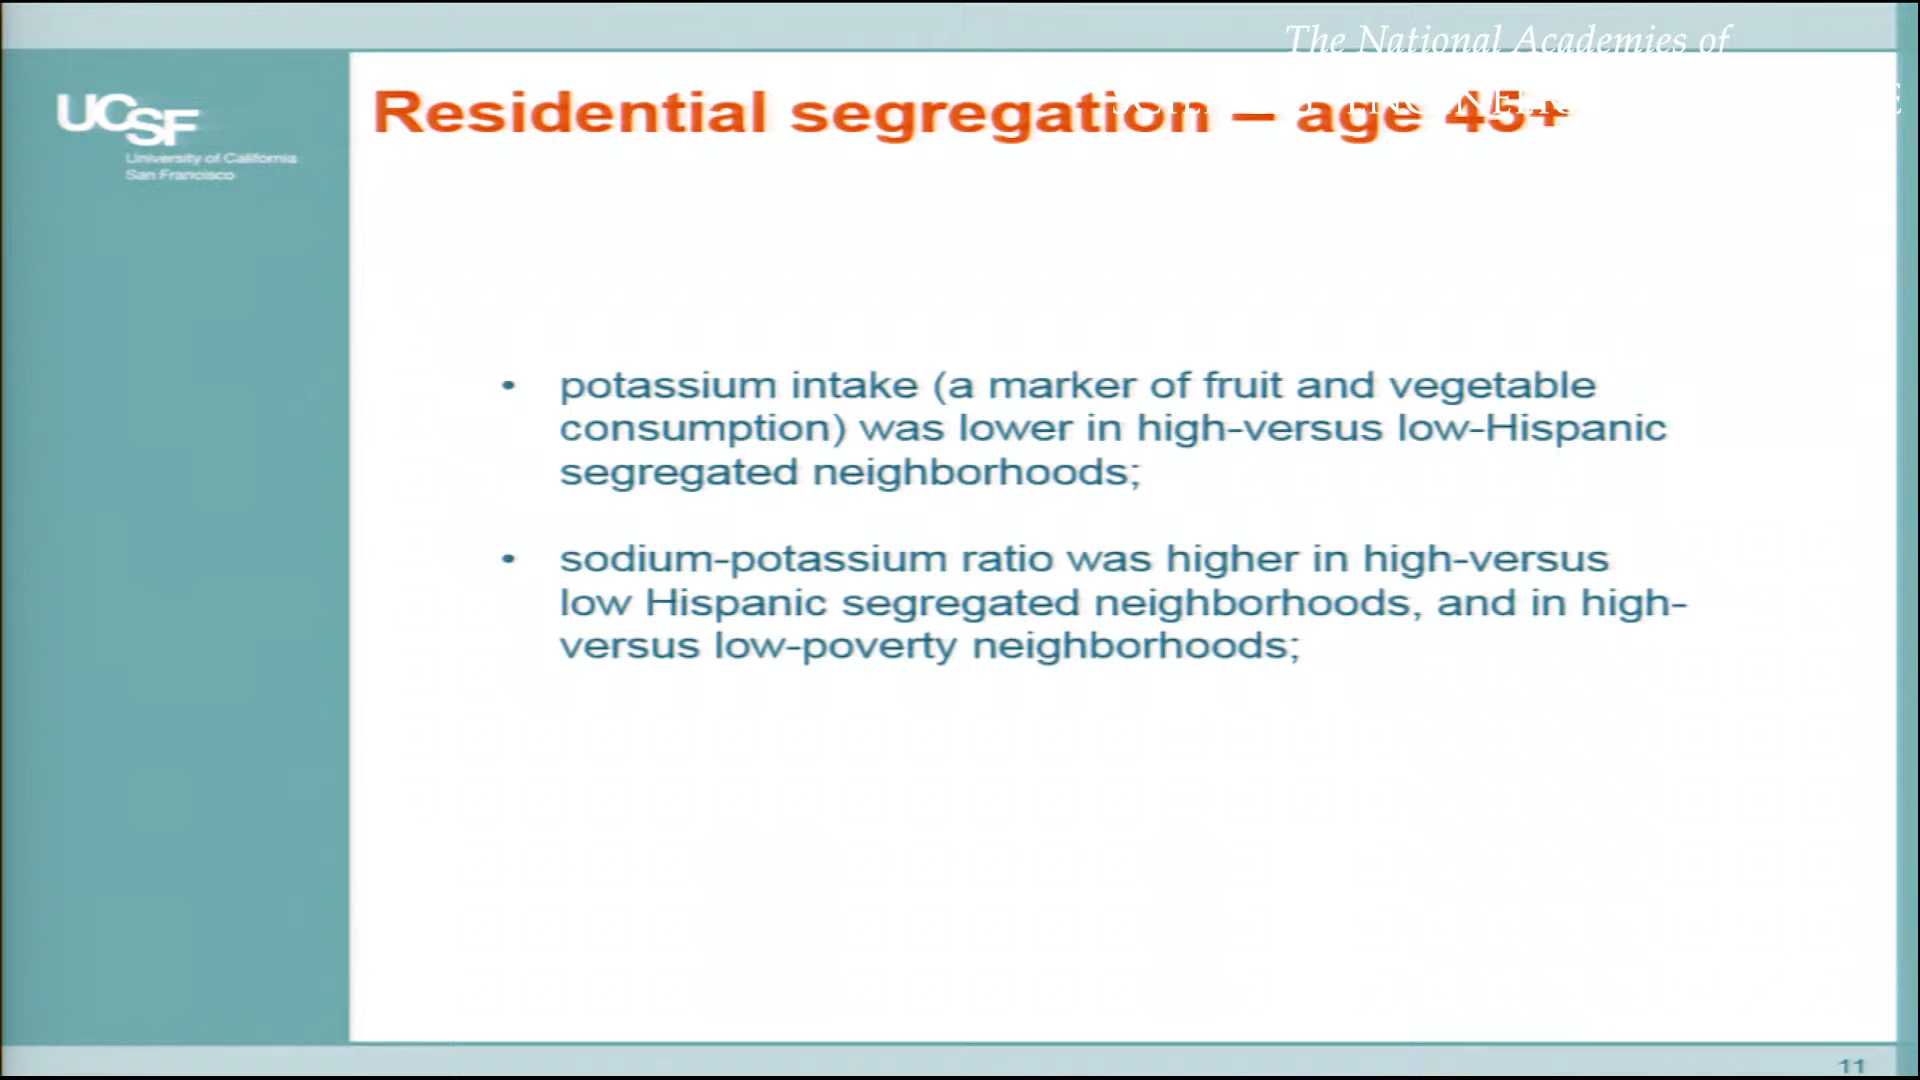 The National Academies of
UCSF
University of California
San Francisco
Residential segregation – age 45+
• potassium intake (a marker of fruit and vegetable
consumption) was lower in high-versus low-Hispanic
segregated neighborhoods;
• sodium-potassium ratio was higher in high-versus
low Hispanic segregated neighborhoods, and in high-
versus low-poverty neighborhoods;
11